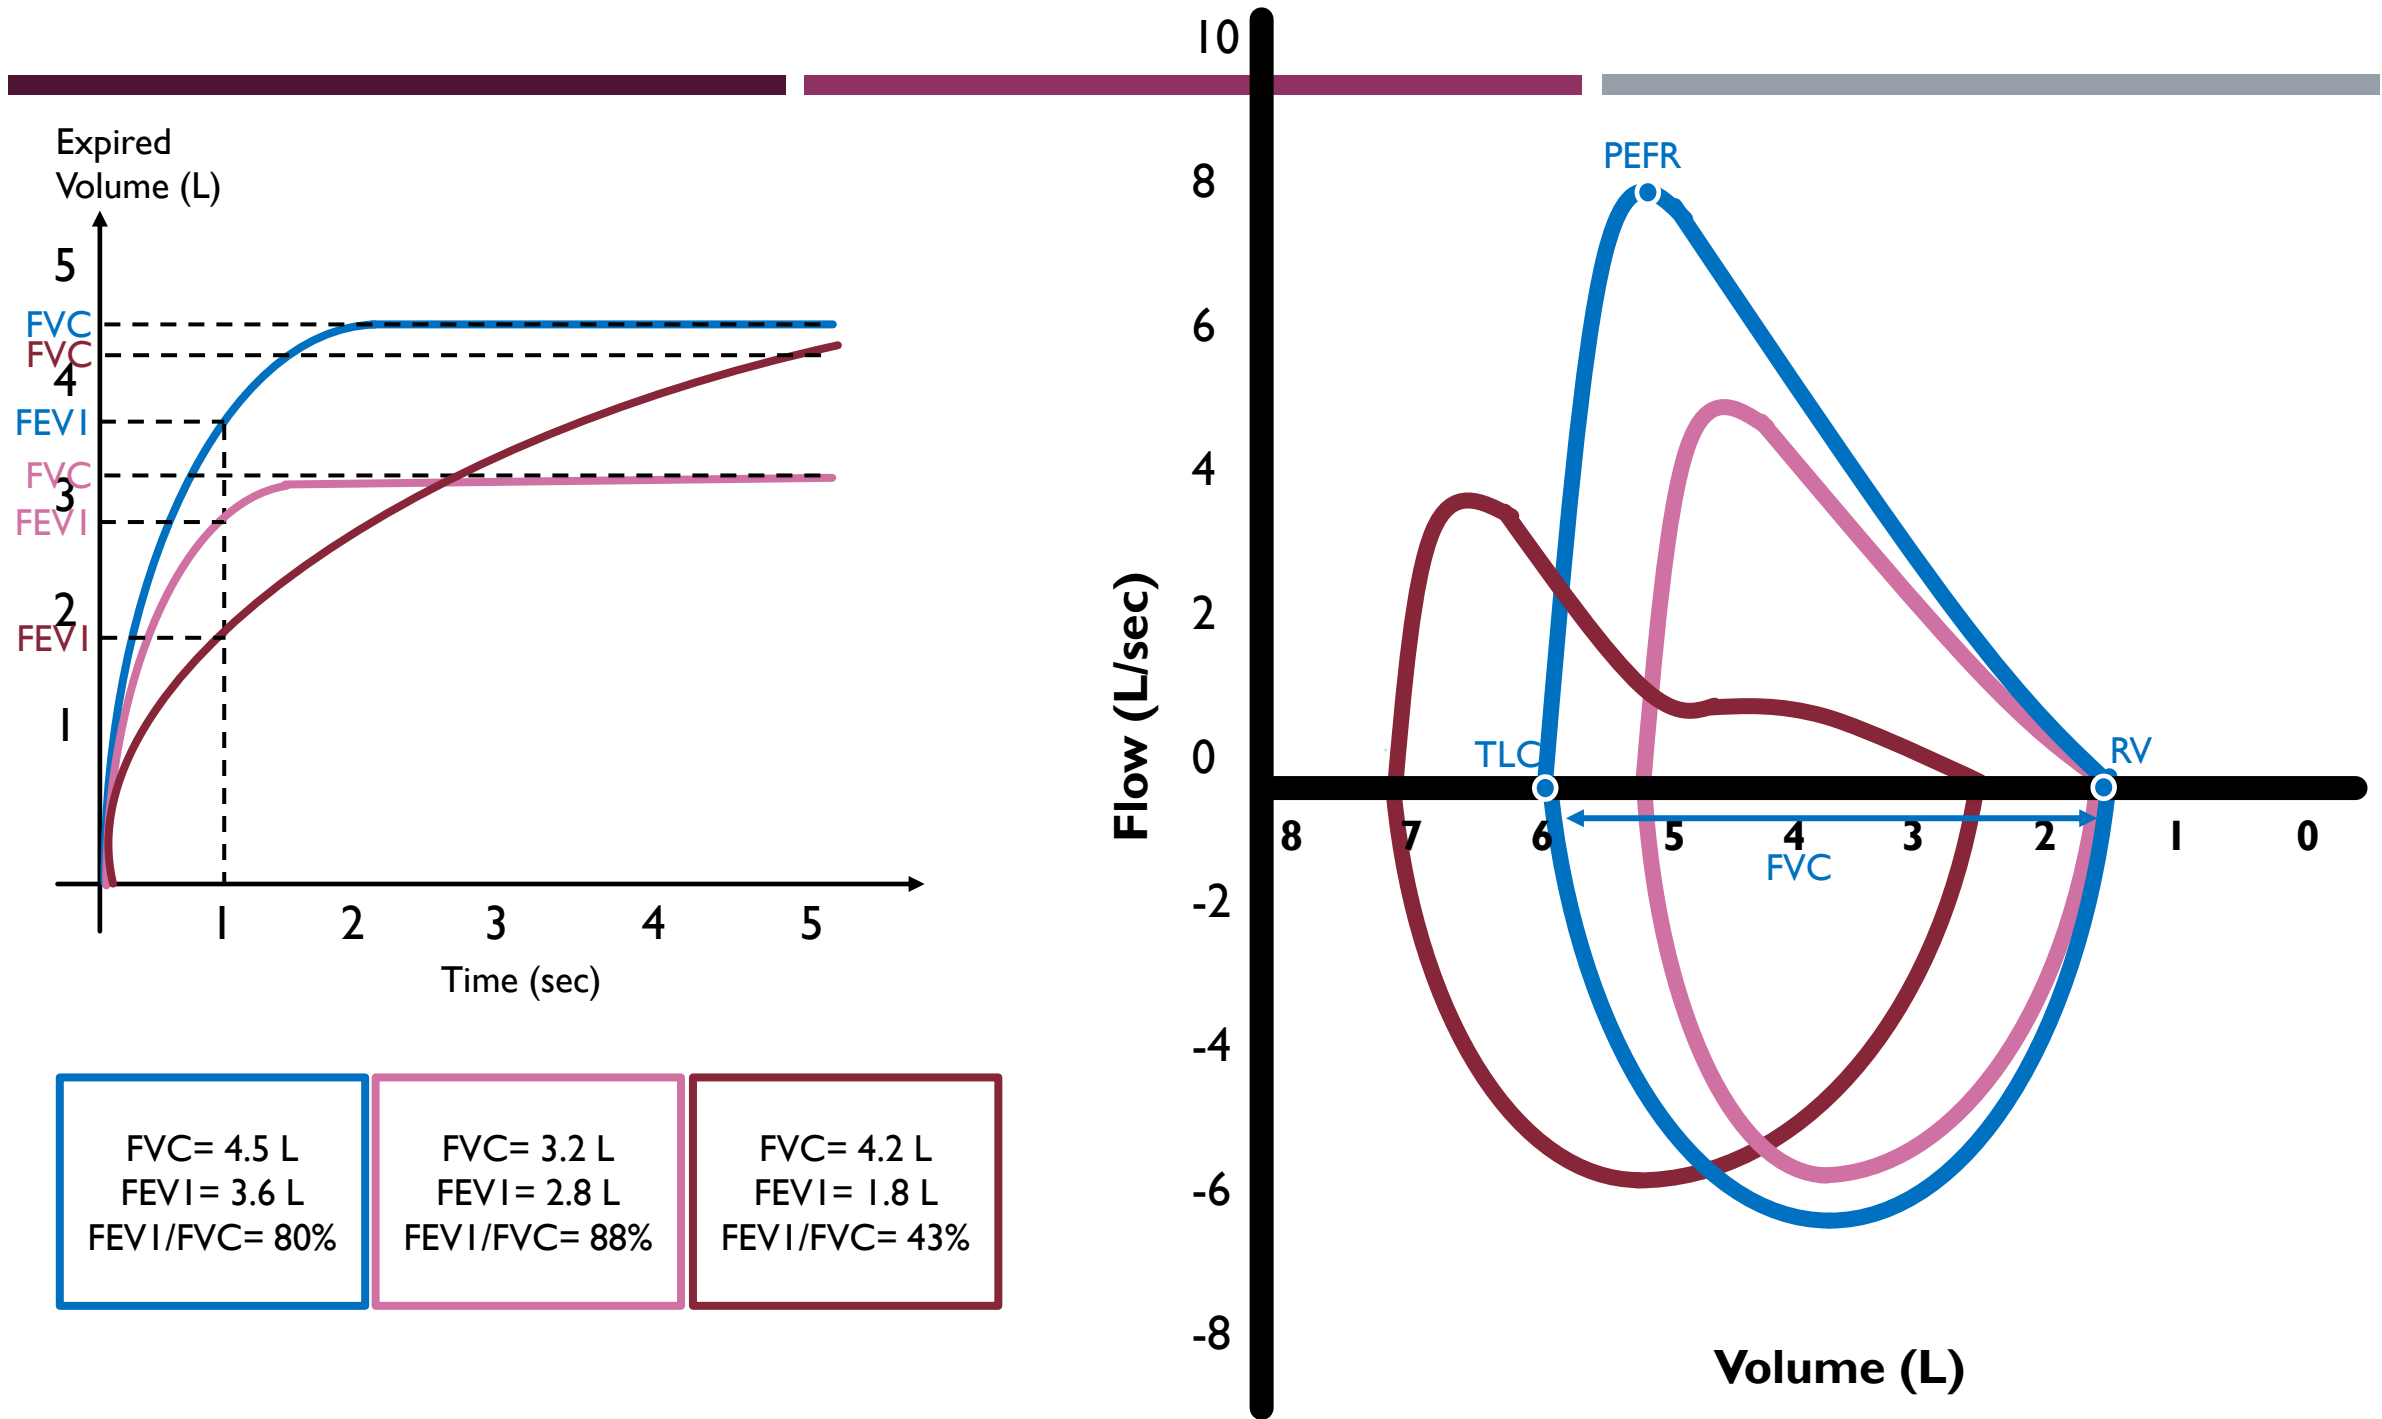 Expired
Volume (L)
5
FVC
FVC
4
FEV1
FVC
3
FEV1
2
FEV1
1
1 2 3 4 5
Time (sec)
FVC= 4.5 L
FEV1= 3.6 L
FEV1/FVC= 80%
FVC= 3.2 L
FEV1= 2.8 L
FEV1/FVC= 88%
FVC= 4.2 L
FEV1= 1.8 L
FEV1/FVC= 43%
10
8
6
4
2
0
-2
-4
-6
-8
Flow (L/sec)
PEFR
TLC
RV
8 7 6 5 4 3 2 1 0
FVC
Volume (L)